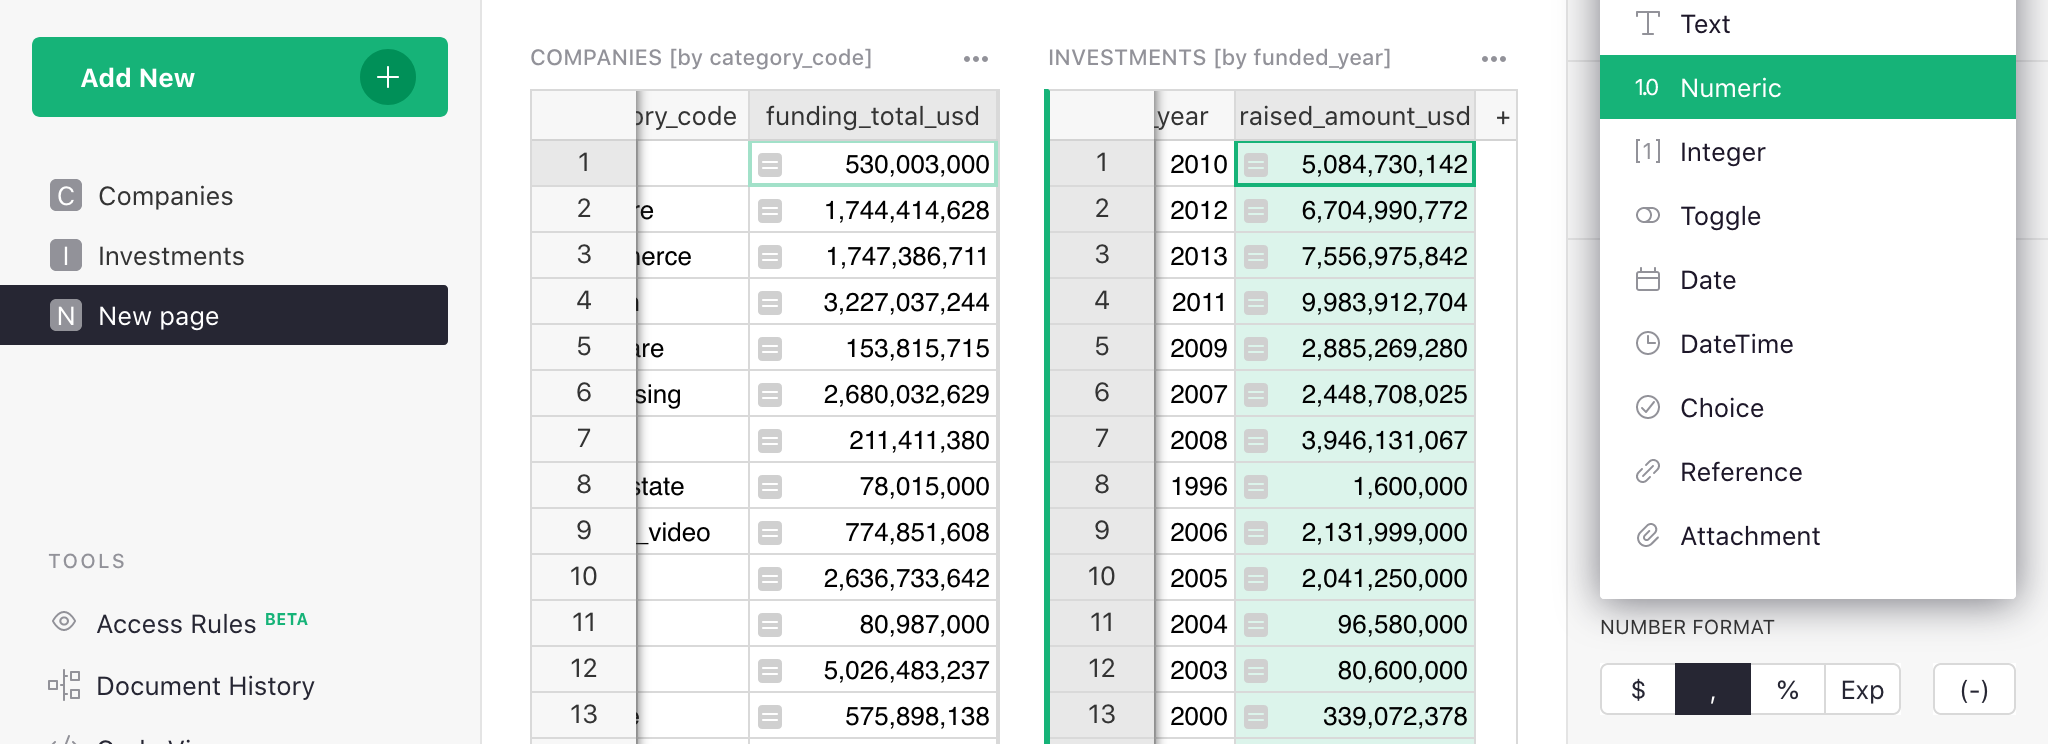 Add New +
C Companies
I Investments
N New page
TOOLS
Access Rules BETA
Document History
COMPANIES [by category_code] •••
ory_code funding_total_usd
1 530,003,000
2 re 1,744,414,628
3 nerce 1,747,386,711
4 3,227,037,244
5 are 153,815,715
6 sing 2,680,032,629
7 211,411,380
8 state 78,015,000
9 _video 774,851,608
10 2,636,733,642
11 80,987,000
12 5,026,483,237
13 e 575,898,138
INVESTMENTS [by funded_year] •••
_year raised_amount_usd +
1 2010 5,084,730,142
2 2012 6,704,990,772
3 2013 7,556,975,842
4 2011 9,983,912,704
5 2009 2,885,269,280
6 2007 2,448,708,025
7 2008 3,946,131,067
8 1996 1,600,000
9 2006 2,131,999,000
10 2005 2,041,250,000
11 2004 96,580,000
12 2003 80,600,000
13 2000 339,072,378
Text
1.0 Numeric
[1] Integer
Toggle
Date
DateTime
Choice
Reference
Attachment
NUMBER FORMAT
$ , % Exp (-)